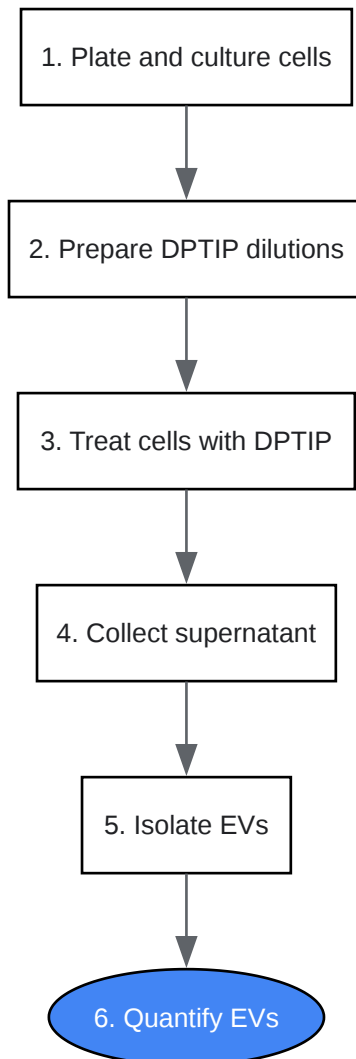 1. Plate and culture cells
2. Prepare DPTIP dilutions
3. Treat cells with DPTIP
4. Collect supernatant
5. Isolate EVs
6. Quantify EVs